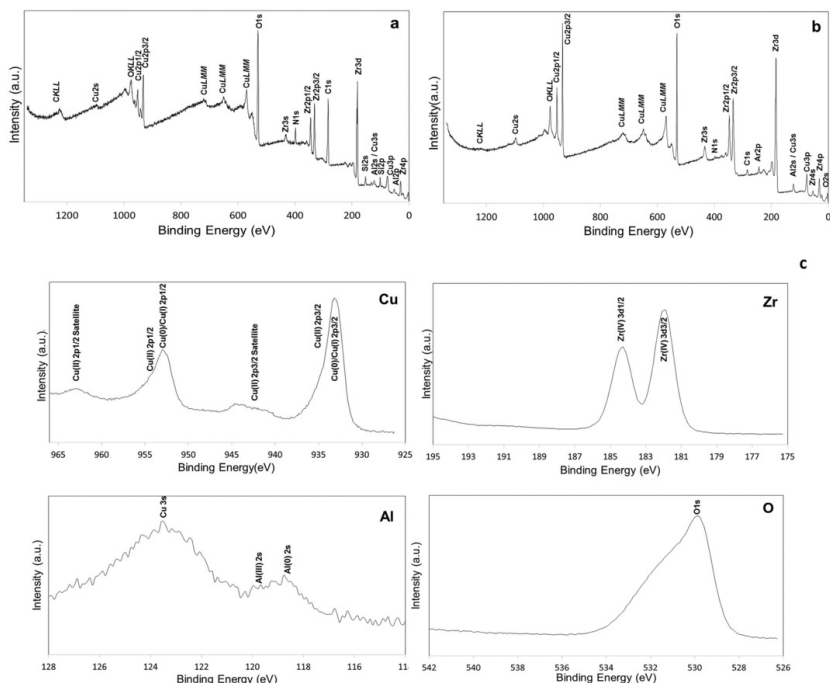 a
Intensity (a.u.)
CKLL
Cu2s
OKLL
Cu2p1/2
Cu2p3/2
CuLMM
CuLMM
CuLMM
O1s
Zr3s
N1s
Zr2p1/2
Zr2p3/2
C1s
Zr3d
Si2s
Al2s / Cu3s
Si2p
Cu3p
Al2p
Zr4p
1200 1000 800 600 400 200 0
Binding Energy (eV)
b
Intensity(a.u.)
CKLL
Cu2s
OKLL
Cu2p1/2
Cu2p3/2
CuLMM
CuLMM
CuLMM
O1s
Zr3s
N1s
Zr2p1/2
Zr2p3/2
C1s
Ar2p
Zr3d
Al2s / Cu3s
Cu3p
Zr4s
Zr4p
O2s
1200 1000 800 600 400 200 0
Binding Energy (eV)
c
Cu
Intensity (a.u.)
Cu(II) 2p1/2 Satellite
Cu(II) 2p1/2
Cu(0)/Cu(I) 2p1/2
Cu(II) 2p3/2 Satellite
Cu(II) 2p3/2
Cu(0)/Cu(I) 2p3/2
965 960 955 950 945 940 935 930 925
Binding Energy(eV)
Zr
Intensity (a.u.)
Zr(IV) 3d1/2
Zr(IV) 3d3/2
195 193 191 189 187 185 183 181 179 177 175
Binding Energy (eV)
Al
Intensity (a.u.)
Cu 3s
Al(III) 2s
Al(0) 2s
128 126 124 122 120 118 116 114
Binding Energy (eV)
O
Intensity (a.u.)
O1s
542 540 538 536 534 532 530 528 526
Binding Energy (eV)